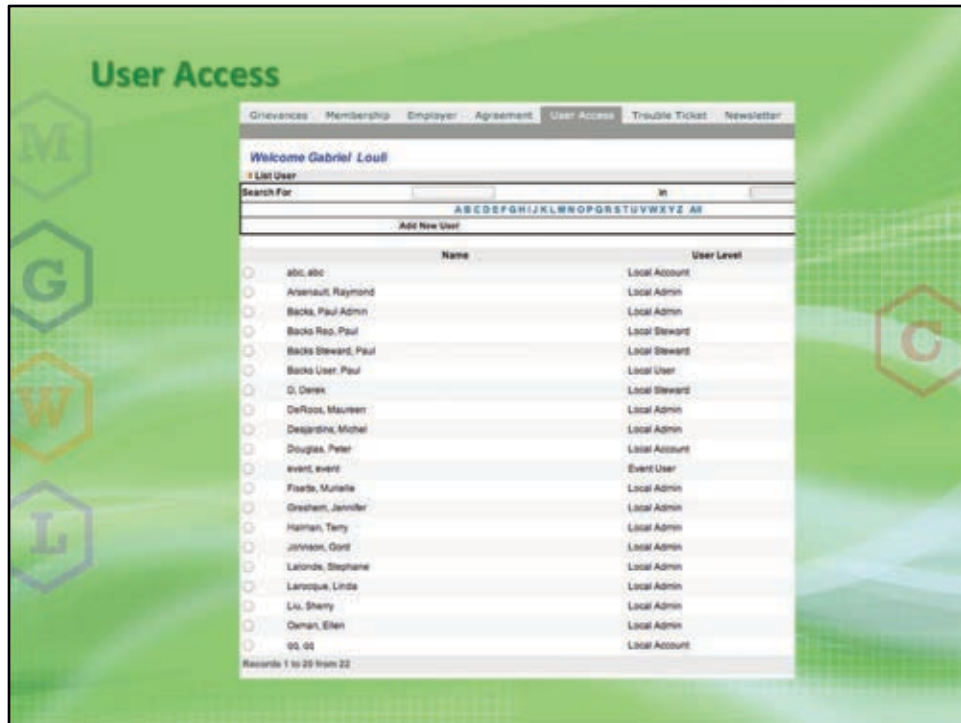 User Access
Grievances Membership Employer Agreement User Access Trouble Ticket Newsletter
Welcome Gabriel Louli
List User
Search For in
A B C D E F G H I J K L M N O P Q R S T U V W X Y Z All
Add New User
Name User Level
abc, abc Local Account
Arsenault, Raymond Local Admin
Backs, Paul Admin Local Admin
Backs Rep, Paul Local Steward
Backs Steward, Paul Local Steward
Backs User, Paul Local User
D, Derek Local Steward
DeRoos, Maureen Local Admin
Desjardins, Michel Local Admin
Douglas, Peter Local Account
event, event Event User
Fisette, Murielle Local Admin
Gresham, Jennifer Local Admin
Halman, Terry Local Admin
Johnson, Gord Local Admin
Lalonde, Stephane Local Admin
Larocque, Linda Local Admin
Liu, Sherry Local Admin
Osman, Ellen Local Admin
Local Account
Records 1 to 20 from 22
M
G
W
L
C